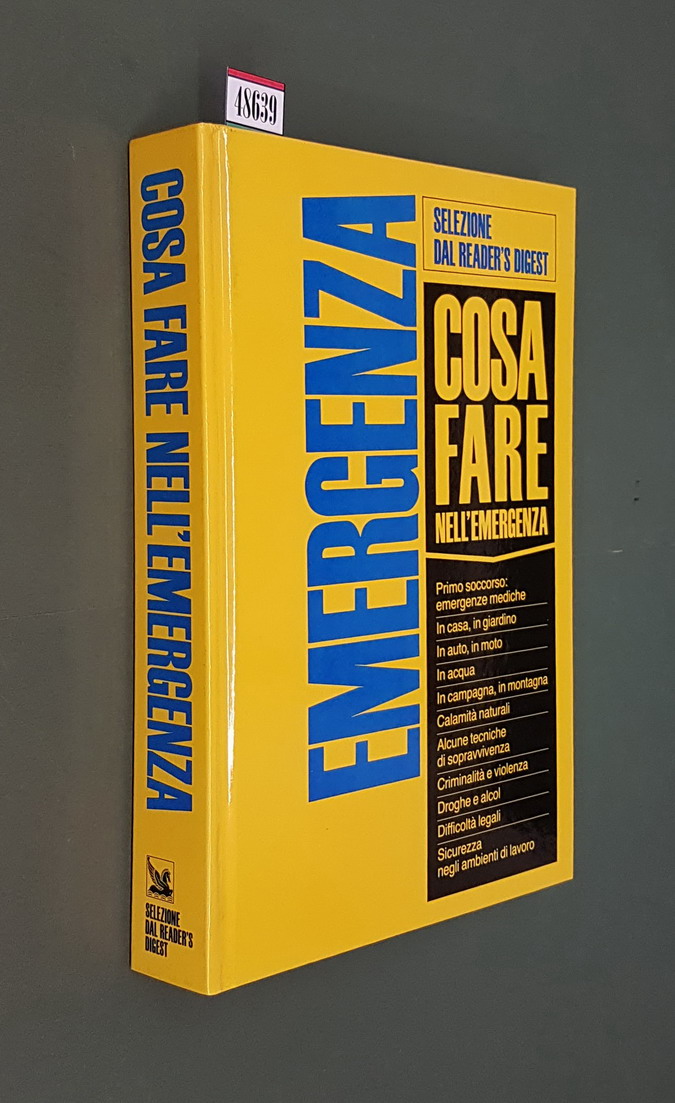 48639
COSA FARE NELL'EMERGENZA
SELEZIONE
DAL READER'S
DIGEST
EMERGENZA
SELEZIONE
DAL READER'S DIGEST
COSA
FARE
NELL'EMERGENZA
Primo soccorso:
emergenze mediche
In casa, in giardino
In auto, in moto
In acqua
In campagna, in montagna
Calamità naturali
Alcune tecniche
di sopravvivenza
Criminalità e violenza
Droghe e alcol
Difficoltà legali
Sicurezza
negli ambienti di lavoro